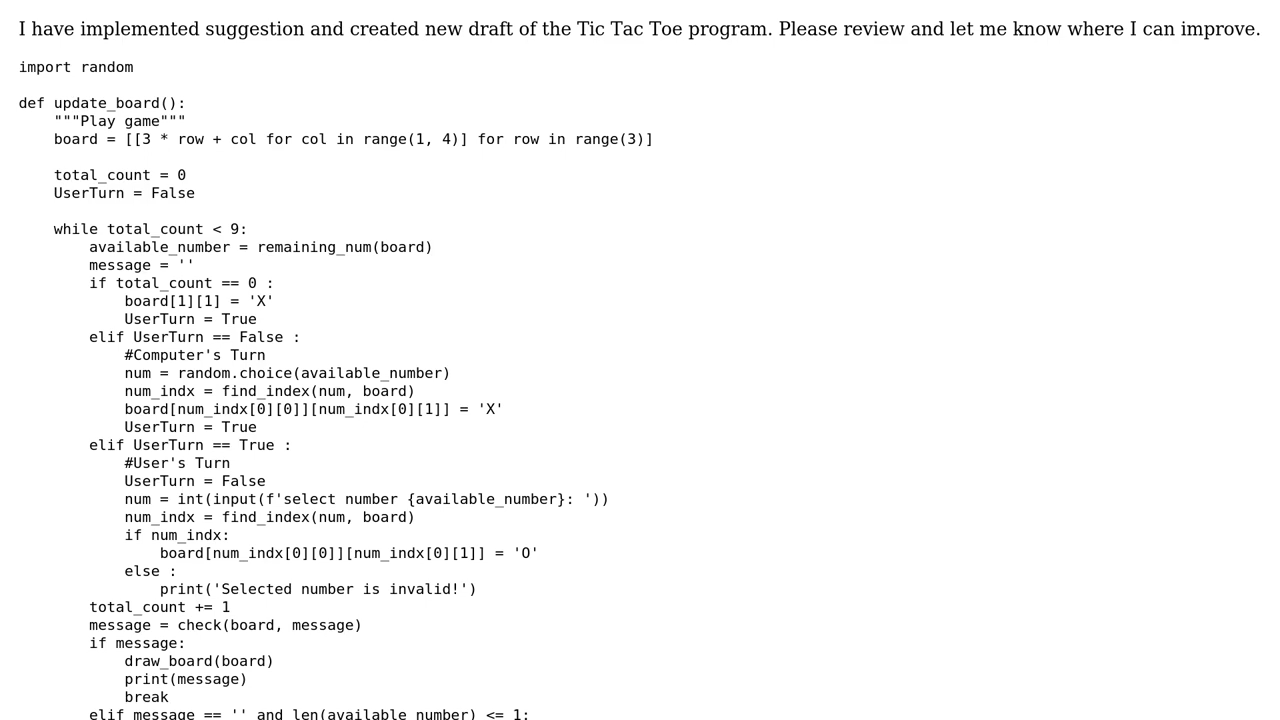 I have implemented suggestion and created new draft of the Tic Tac Toe program. Please review and let me know where I can improve.
import random
def update_board():
    """Play game"""
    board = [[3 * row + col for col in range(1, 4)] for row in range(3)]
    total_count = 0
    UserTurn = False
    while total_count < 9:
        available_number = remaining_num(board)
        message = ''
        if total_count == 0 :
            board[1][1] = 'X'
            UserTurn = True
        elif UserTurn == False :
            #Computer's Turn
            num = random.choice(available_number)
            num_indx = find_index(num, board)
            board[num_indx[0][0]][num_indx[0][1]] = 'X'
            UserTurn = True
        elif UserTurn == True :
            #User's Turn
            UserTurn = False
            num = int(input(f'select number {available_number}: '))
            num_indx = find_index(num, board)
            if num_indx:
                board[num_indx[0][0]][num_indx[0][1]] = 'O'
            else :
                print('Selected number is invalid!')
        total_count += 1
        message = check(board, message)
        if message:
            draw_board(board)
            print(message)
            break
        elif message == '' and len(available_number) <= 1: